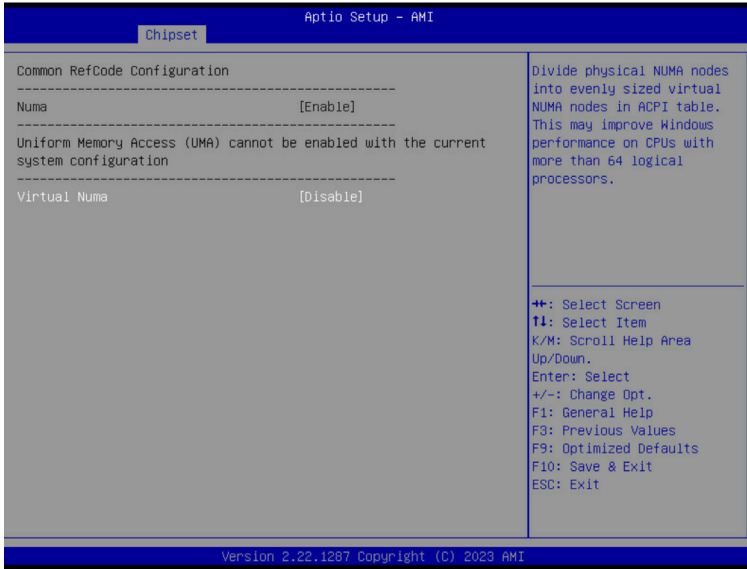 Aptio Setup – AMI
Chipset
Common RefCode Configuration
--------------------------------------------------
Numa [Enable]
--------------------------------------------------
Uniform Memory Access (UMA) cannot be enabled with the current
system configuration
--------------------------------------------------
Virtual Numa [Disable]
Divide physical NUMA nodes
into evenly sized virtual
NUMA nodes in ACPI table.
This may improve Windows
performance on CPUs with
more than 64 logical
processors.
→←: Select Screen
↑↓: Select Item
K/M: Scroll Help Area
Up/Down.
Enter: Select
+/-: Change Opt.
F1: General Help
F3: Previous Values
F9: Optimized Defaults
F10: Save & Exit
ESC: Exit
Version 2.22.1287 Copyright (C) 2023 AMI